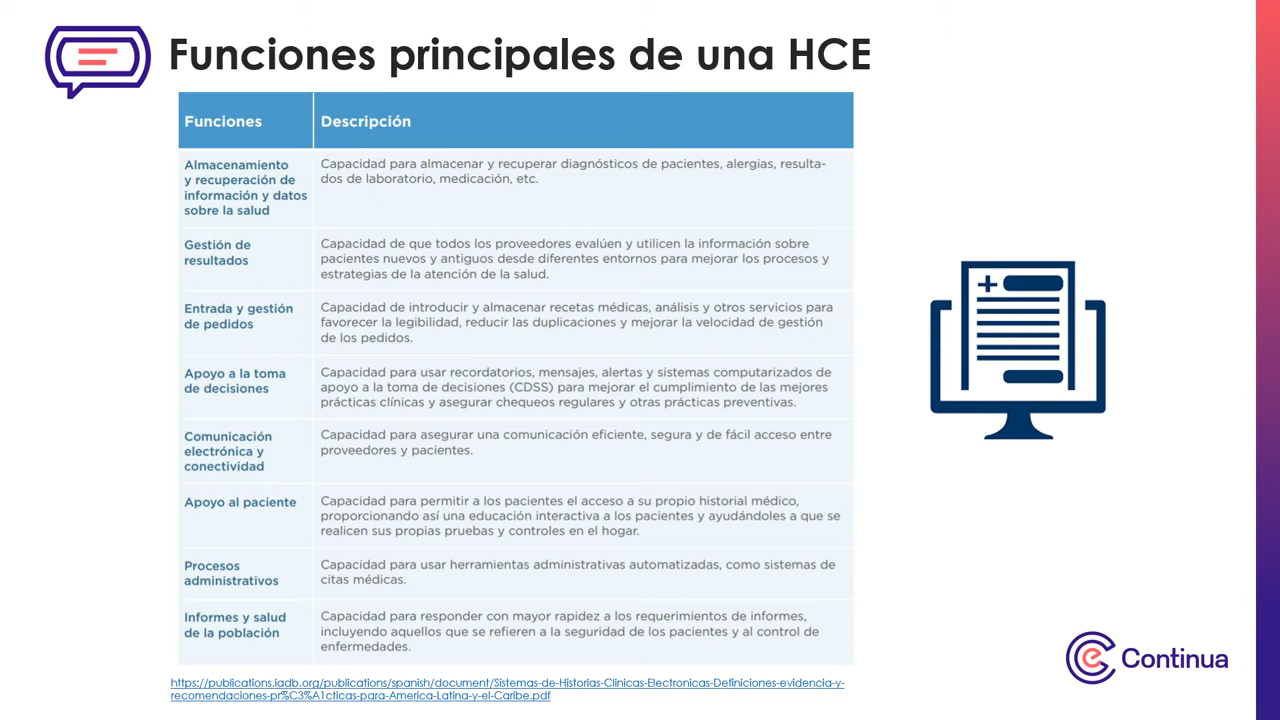 Funciones principales de una HCE
Funciones
Descripción
Almacenamiento
y recuperación de
información y datos
sobre la salud
Capacidad para almacenar y recuperar diagnósticos de pacientes, alergias, resulta-
dos de laboratorio, medicación, etc.
Gestión de
resultados
Capacidad de que todos los proveedores evalúen y utilicen la información sobre
pacientes nuevos y antiguos desde diferentes entornos para mejorar los procesos y
estrategias de la atención de la salud.
Entrada y gestión
de pedidos
Capacidad de introducir y almacenar recetas médicas, análisis y otros servicios para
favorecer la legibilidad, reducir las duplicaciones y mejorar la velocidad de gestión
de los pedidos.
Apoyo a la toma
de decisiones
Capacidad para usar recordatorios, mensajes, alertas y sistemas computarizados de
apoyo a la toma de decisiones (CDSS) para mejorar el cumplimiento de las mejores
prácticas clínicas y asegurar chequeos regulares y otras prácticas preventivas.
Comunicación
electrónica y
conectividad
Capacidad para asegurar una comunicación eficiente, segura y de fácil acceso entre
proveedores y pacientes.
Apoyo al paciente
Capacidad para permitir a los pacientes el acceso a su propio historial médico,
proporcionando así una educación interactiva a los pacientes y ayudándoles a que se
realicen sus propias pruebas y controles en el hogar.
Procesos
administrativos
Capacidad para usar herramientas administrativas automatizadas, como sistemas de
citas médicas.
Informes y salud
de la población
Capacidad para responder con mayor rapidez a los requerimientos de informes,
incluyendo aquellos que se refieren a la seguridad de los pacientes y al control de
enfermedades.
https://publications.iadb.org/publications/spanish/document/Sistemas-de-Historias-Clinicas-Electronicas-Definiciones-evidencia-y-
recomendaciones-pr%C3%A1cticas-para-America-Latina-y-el-Caribe.pdf
Continua